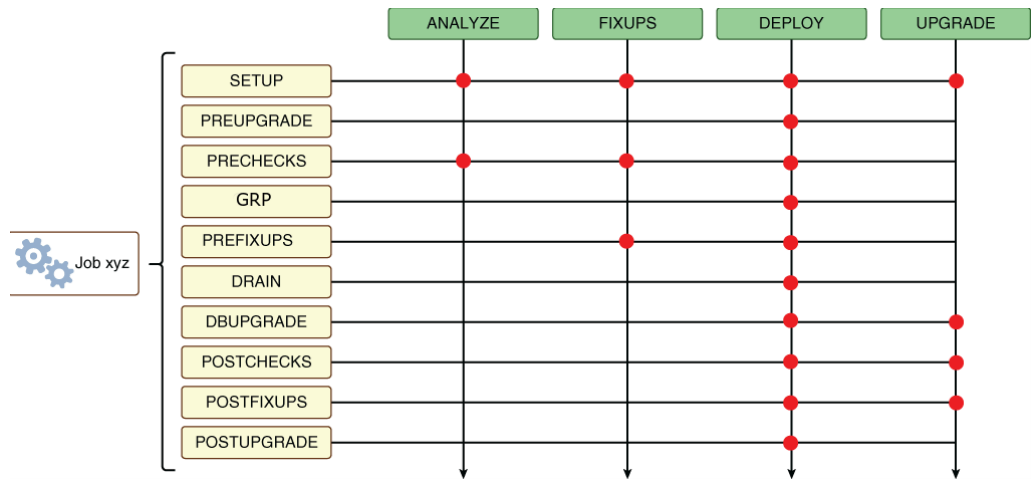 ANALYZE
FIXUPS
DEPLOY
UPGRADE
SETUP
PREUPGRADE
PRECHECKS
GRP
PREFIXUPS
Job xyz
DRAIN
DBUPGRADE
POSTCHECKS
POSTFIXUPS
POSTUPGRADE